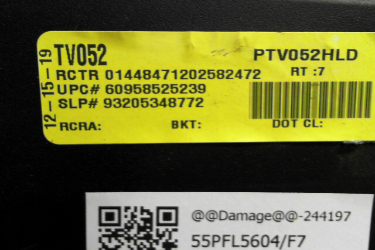 12-15-19
TV052 PTV052HLD
RCTR 01448471202582472 RT :7
UPC# 60958525239
SLP# 93205348772
RCRA: BKT: DOT CL:
@@Damage@@-244197
55PFL5604/F7